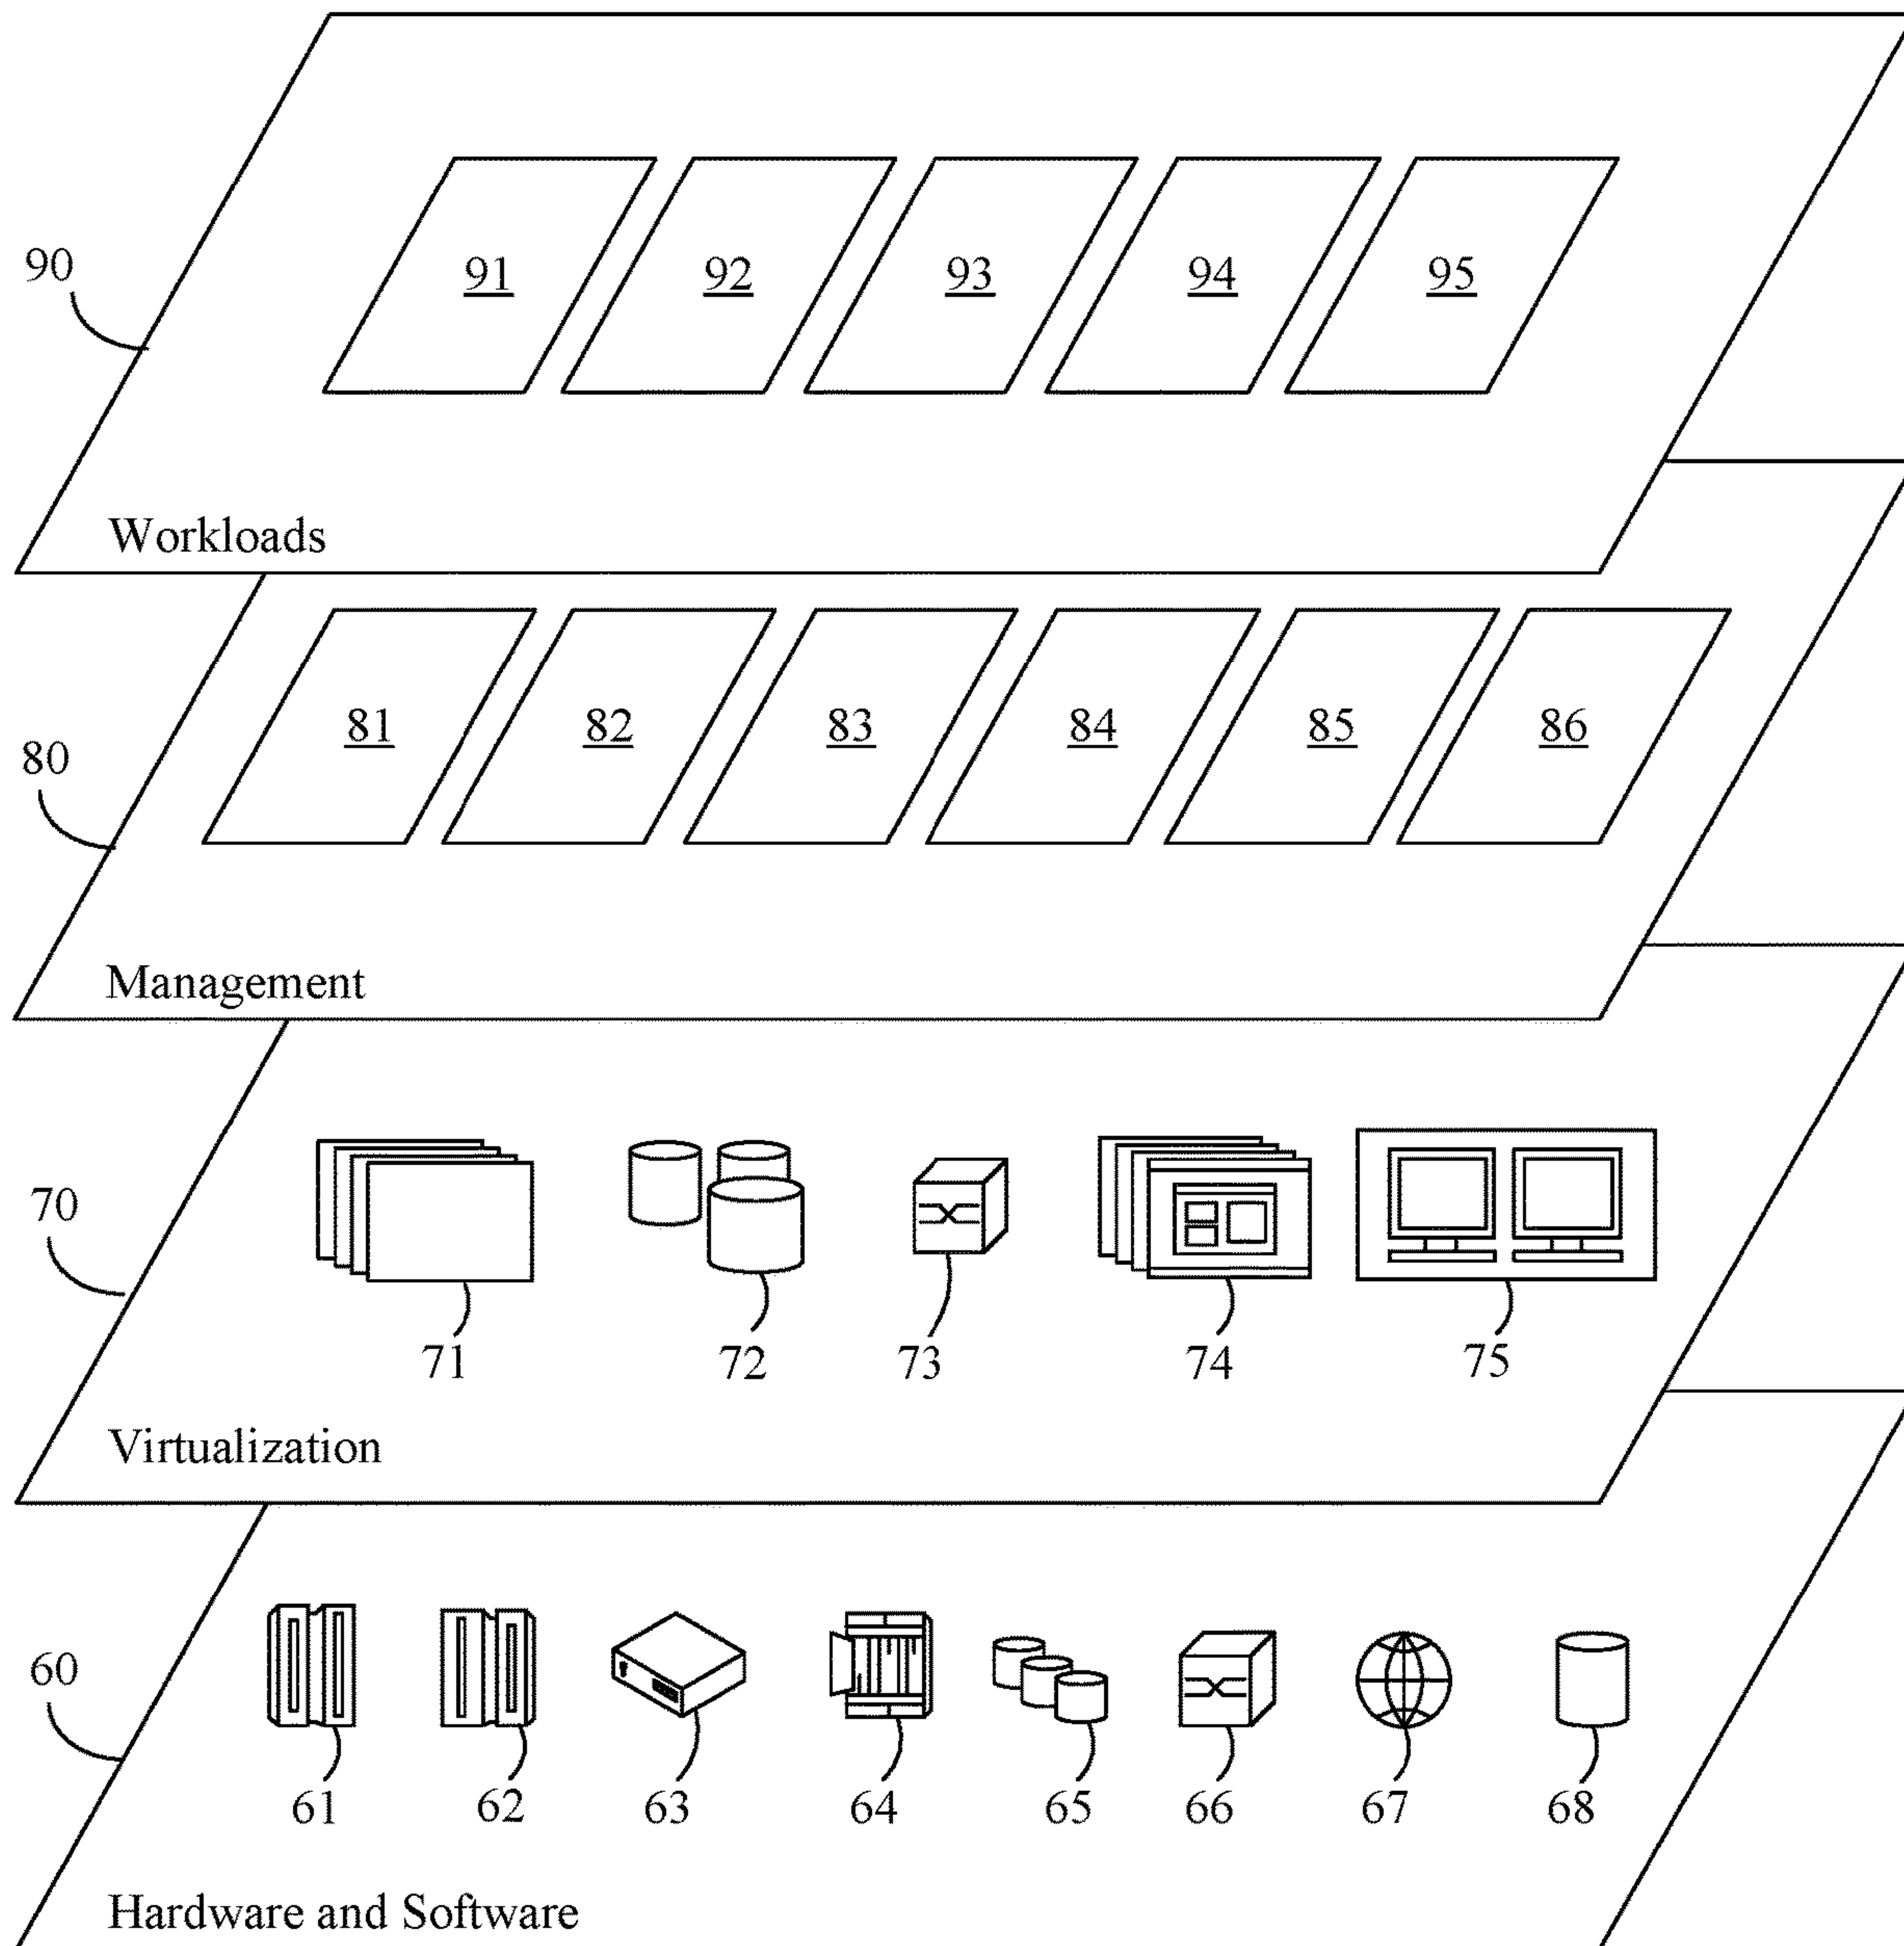 91 92 93 94 95
90
Workloads
81 82 83 84 85 86
80
Management
70
71 72 73 74 75
Virtualization
60
61 62 63 64 65 66 67 68
Hardware and Software